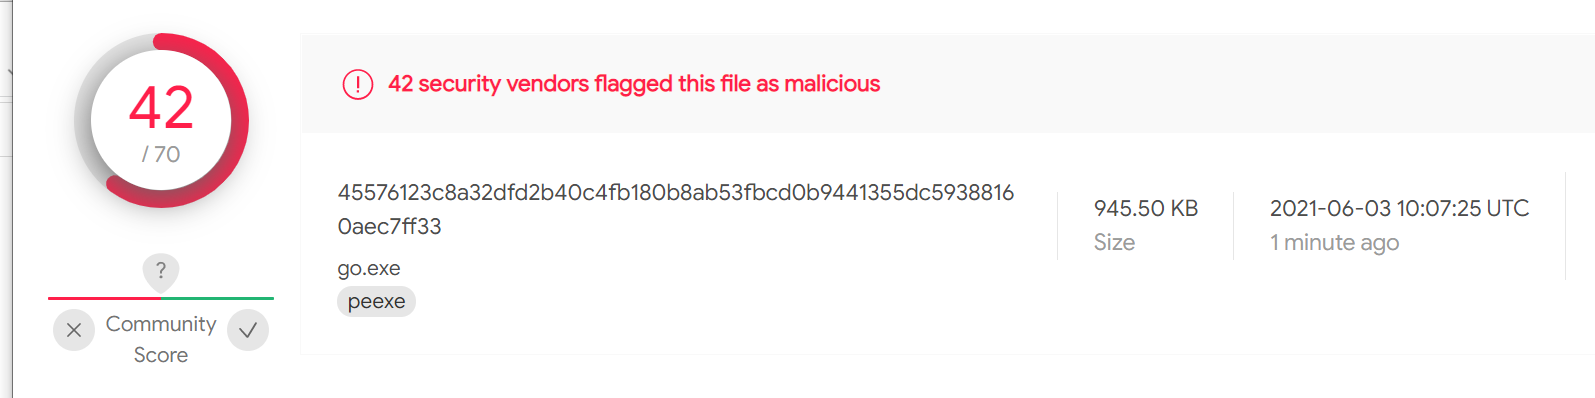 42
/ 70
?
Community
Score
42 security vendors flagged this file as malicious
45576123c8a32dfd2b40c4fb180b8ab53fbcd0b9441355dc5938816
0aec7ff33
go.exe
peexe
945.50 KB
Size
2021-06-03 10:07:25 UTC
1 minute ago